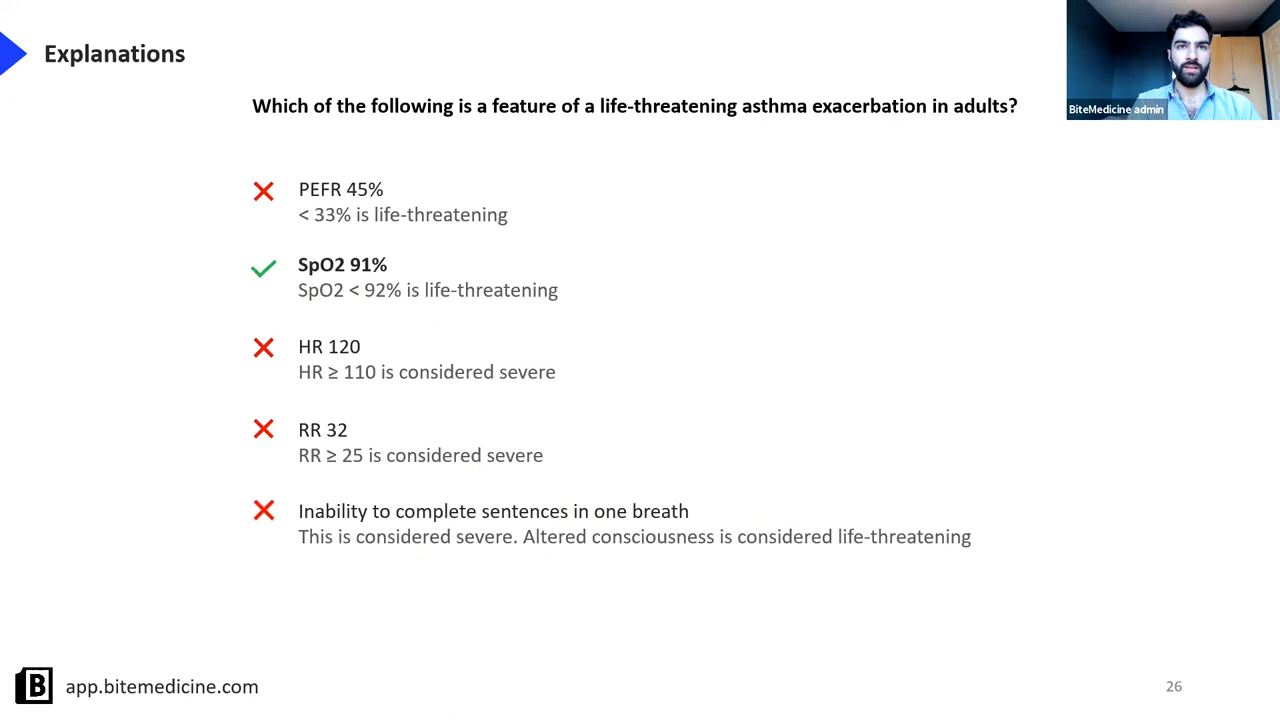 Explanations
Which of the following is a feature of a life-threatening asthma exacerbation in adults?
BiteMedicine admin
PEFR 45%
< 33% is life-threatening
SpO2 91%
SpO2 < 92% is life-threatening
HR 120
HR ≥ 110 is considered severe
RR 32
RR ≥ 25 is considered severe
Inability to complete sentences in one breath
This is considered severe. Altered consciousness is considered life-threatening
B app.bitemedicine.com
26